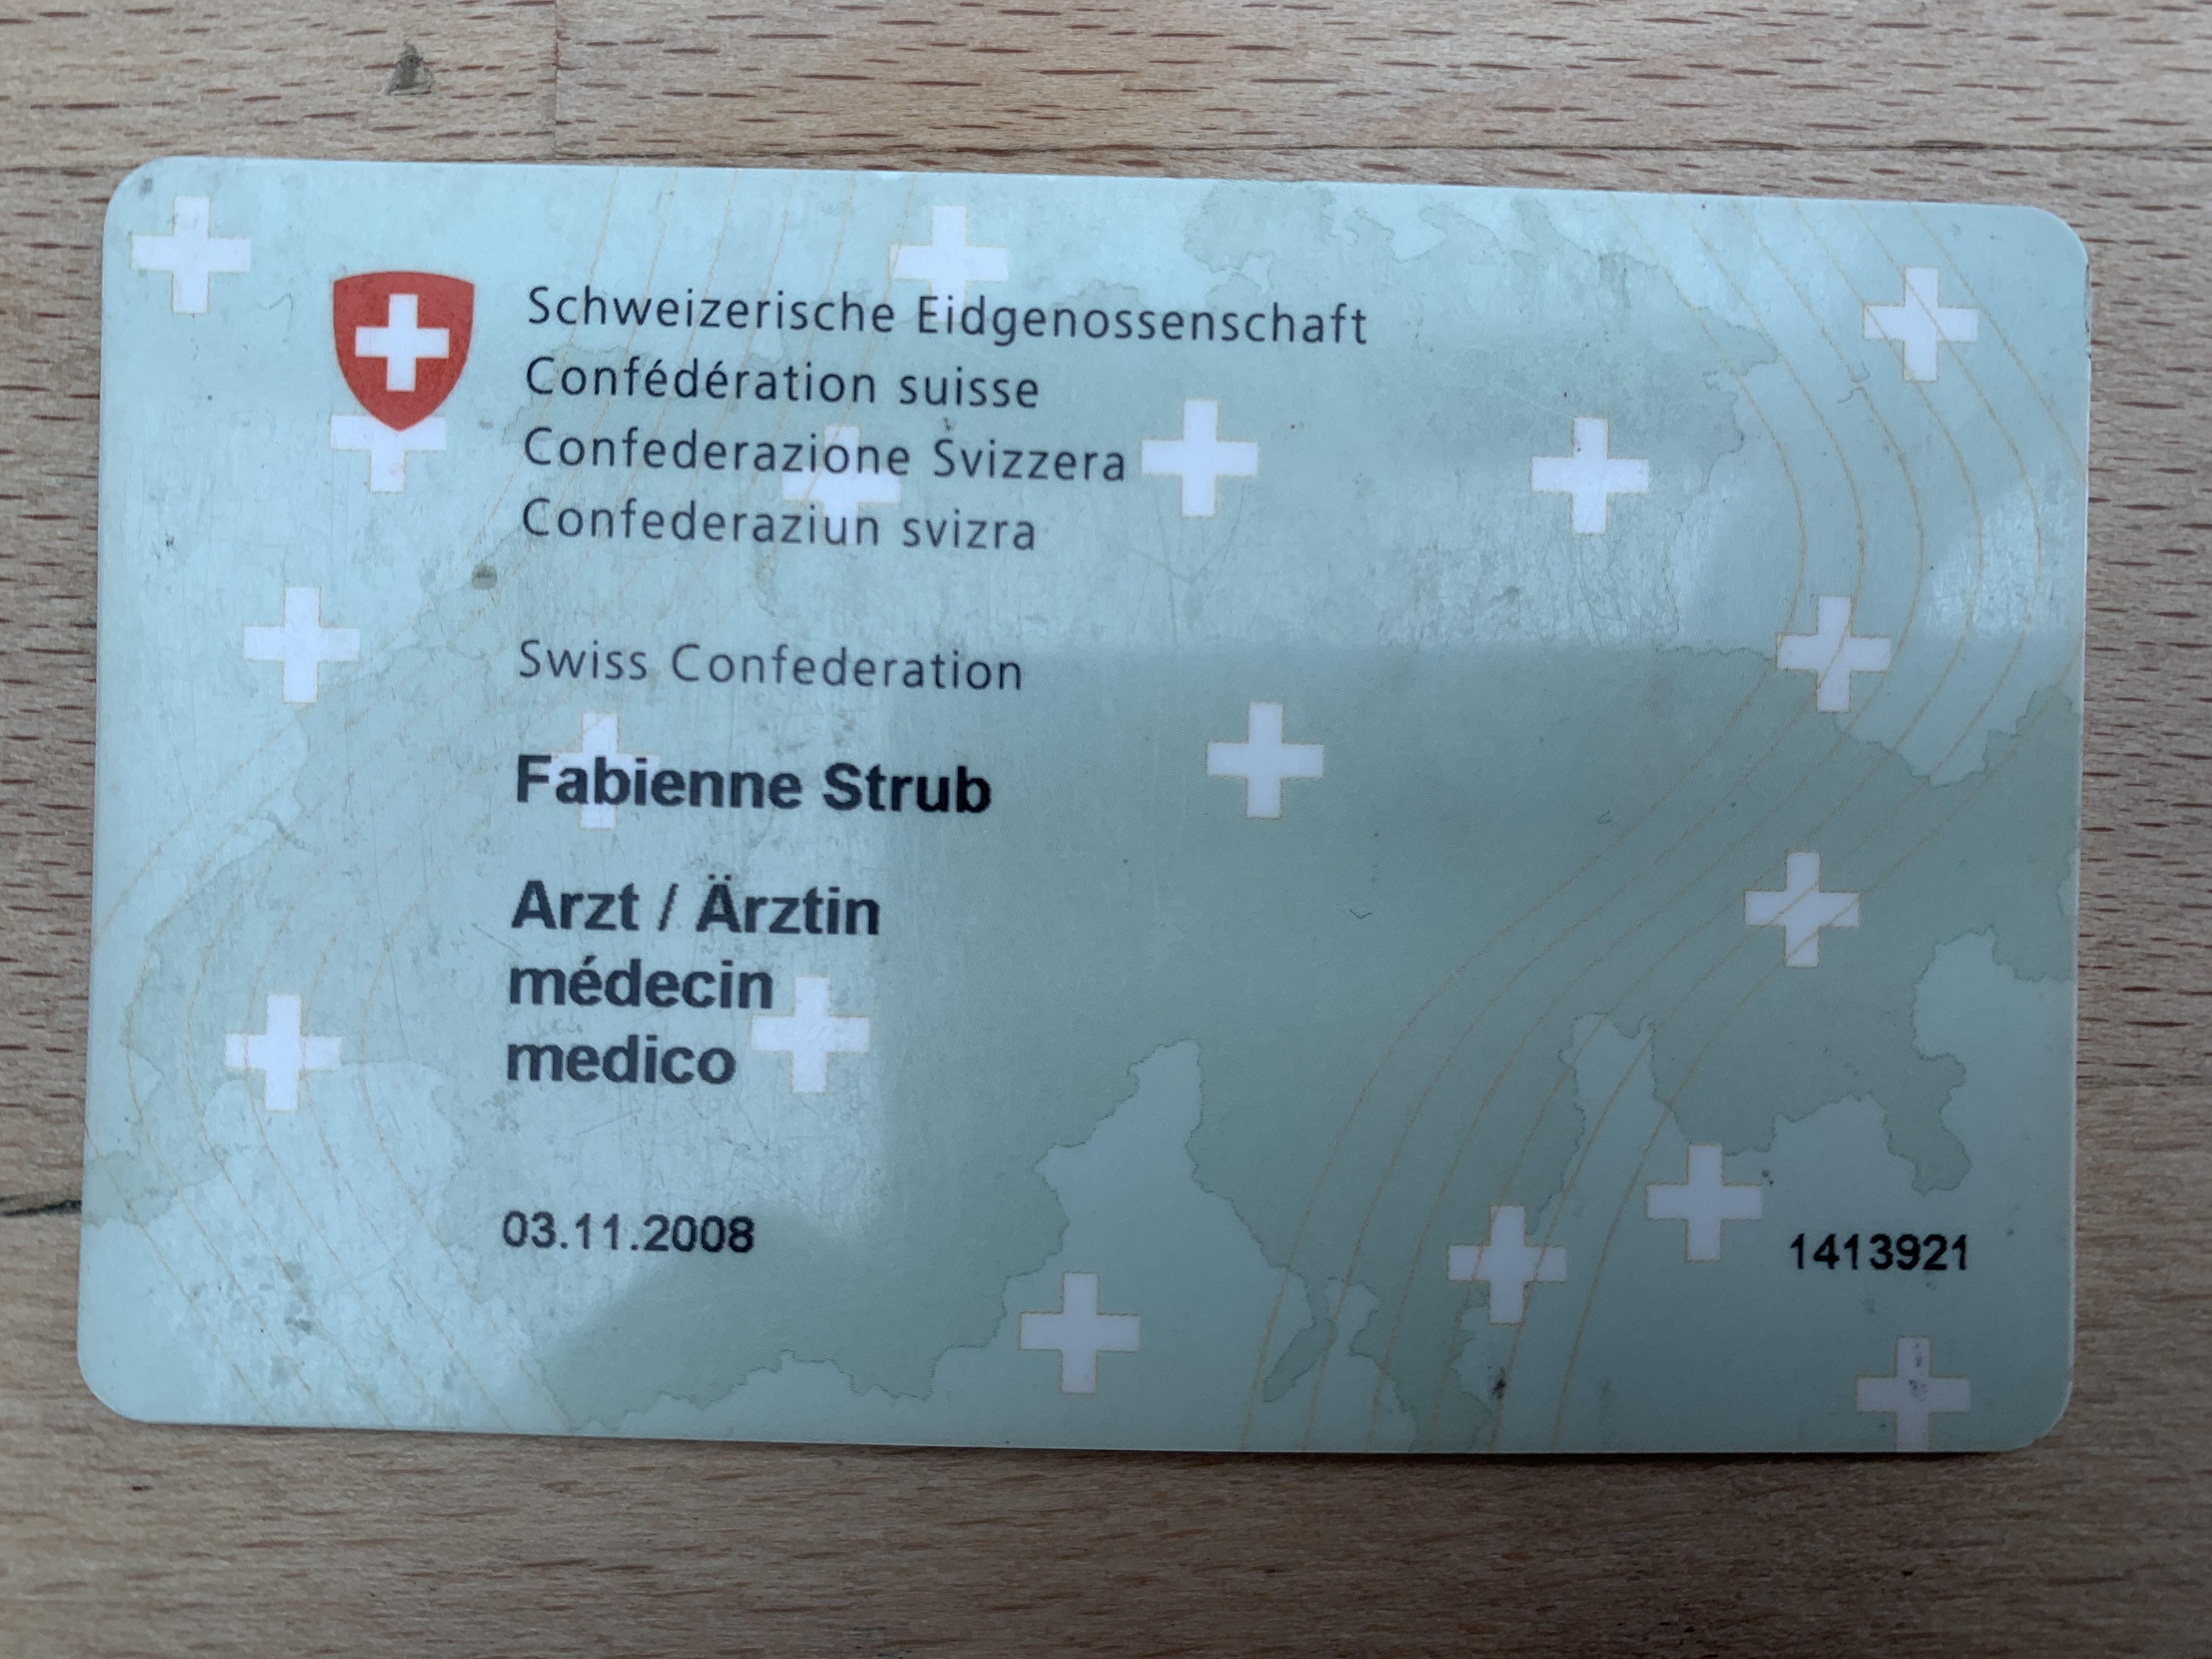 Schweizerische Eidgenossenschaft
Confédération suisse
Confederazione Svizzera
Confederaziun svizra
Swiss Confederation
Fabienne Strub
Arzt / Ärztin
médecin
medico
03.11.2008
1413921